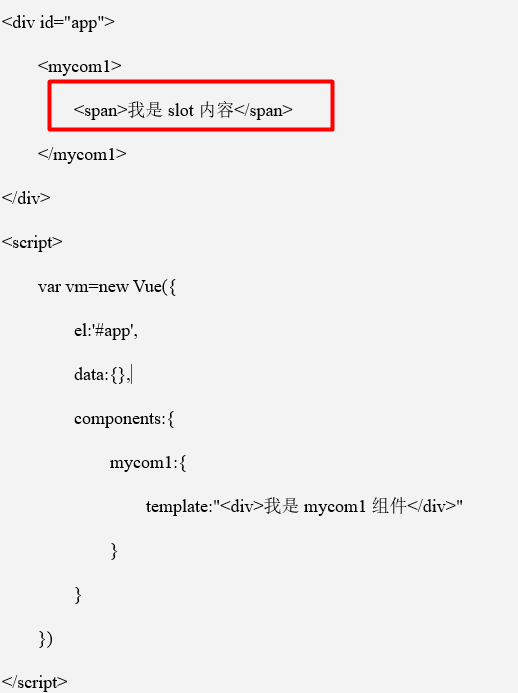 <div id="app">
<mycom1>
<span>我是 slot 内容</span>
</mycom1>
</div>
<script>
var vm=new Vue({
el:'#app',
data:{},
components:{
mycom1:{
template:"<div>我是 mycom1 组件</div>"
}
}
})
</script>